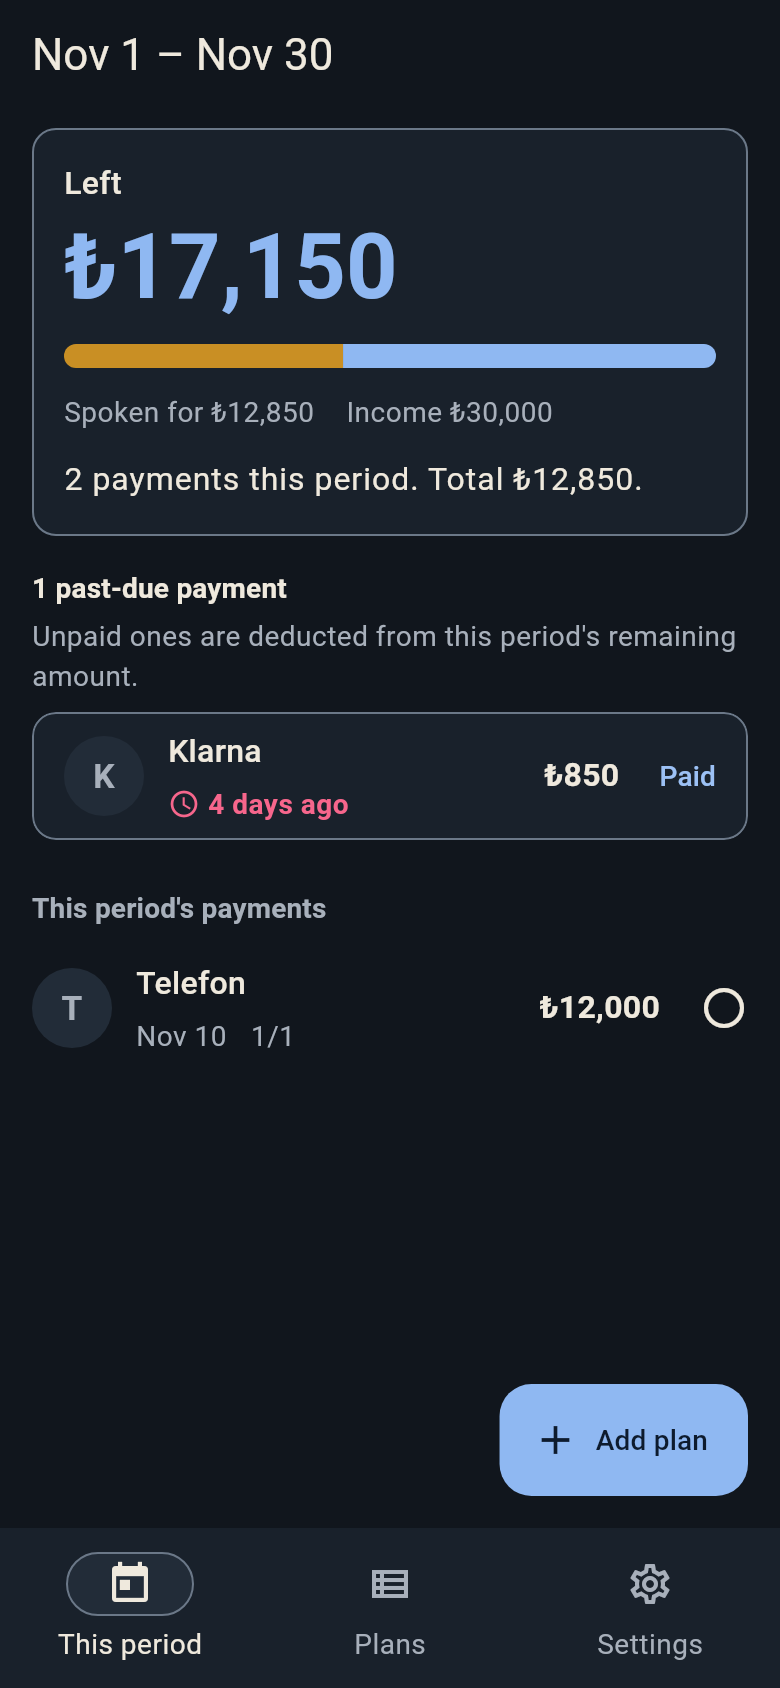 Nov 1 – Nov 30
Left
₺17,150
Spoken for ₺12,850 Income ₺30,000
2 payments this period. Total ₺12,850.
1 past-due payment
Unpaid ones are deducted from this period's remaining
amount.
K
Klarna
4 days ago
₺850
Paid
This period's payments
T
Telefon
Nov 10 1/1
₺12,000
Add plan
This period
Plans
Settings